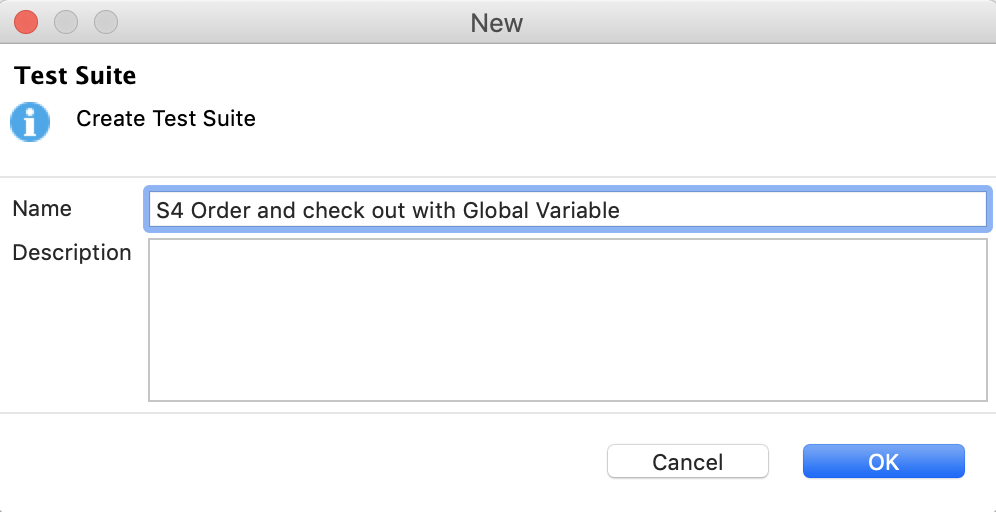 New
Test Suite
Create Test Suite
Name
S4 Order and check out with Global Variable
Description
Cancel
OK